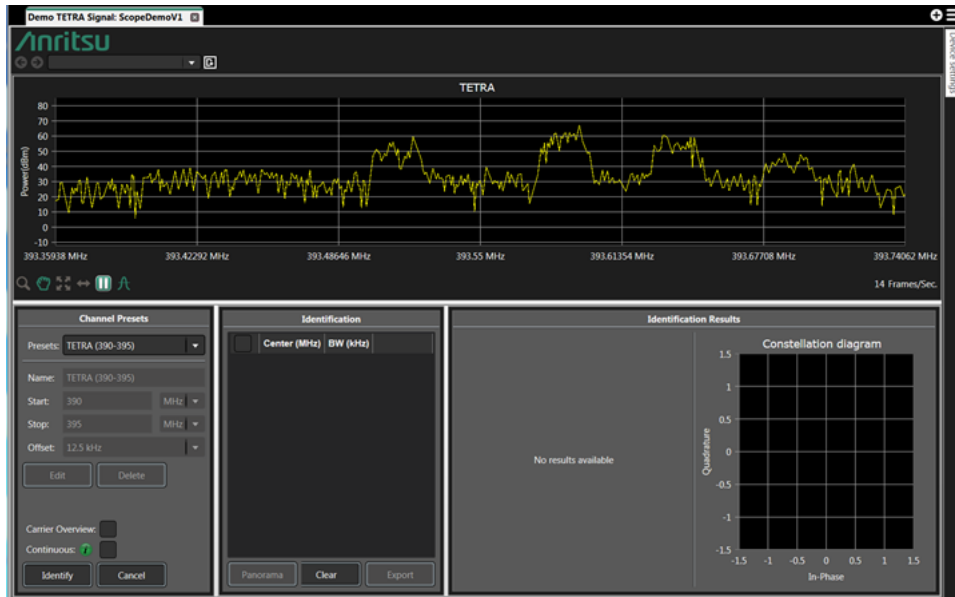 Demo TETRA Signal: ScopeDemoV1
Device settings
Anritsu
TETRA
Power(dBm)
80
70
60
50
40
30
20
10
0
-10
393.35938 MHz 393.42292 MHz 393.48646 MHz 393.55 MHz 393.61354 MHz 393.67708 MHz 393.74062 MHz
14 Frames/Sec.
Channel Presets
Presets: TETRA (390-395)
Name: TETRA (390-395)
Start: 390 MHz
Stop: 395 MHz
Offset: 12.5 kHz
Edit Delete
Carrier Overview:
Continuous:
Identify Cancel
Identification
Center (MHz) BW (kHz)
Panorama Clear Export
Identification Results
No results available
Constellation diagram
Quadrature
1.5
1
0.5
0
-0.5
-1
-1.5
-1.5 -1 -0.5 0 0.5 1 1.5
In-Phase